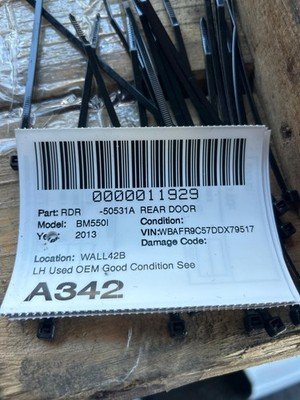 0000011929
Part: RDR -50531A REAR DOOR
Model: BM550I Condition:
Year: 2013 VIN:WBAFR9C57DDX79517
Damage Code:
Location: WALL42B
LH Used OEM Good Condition See
A342